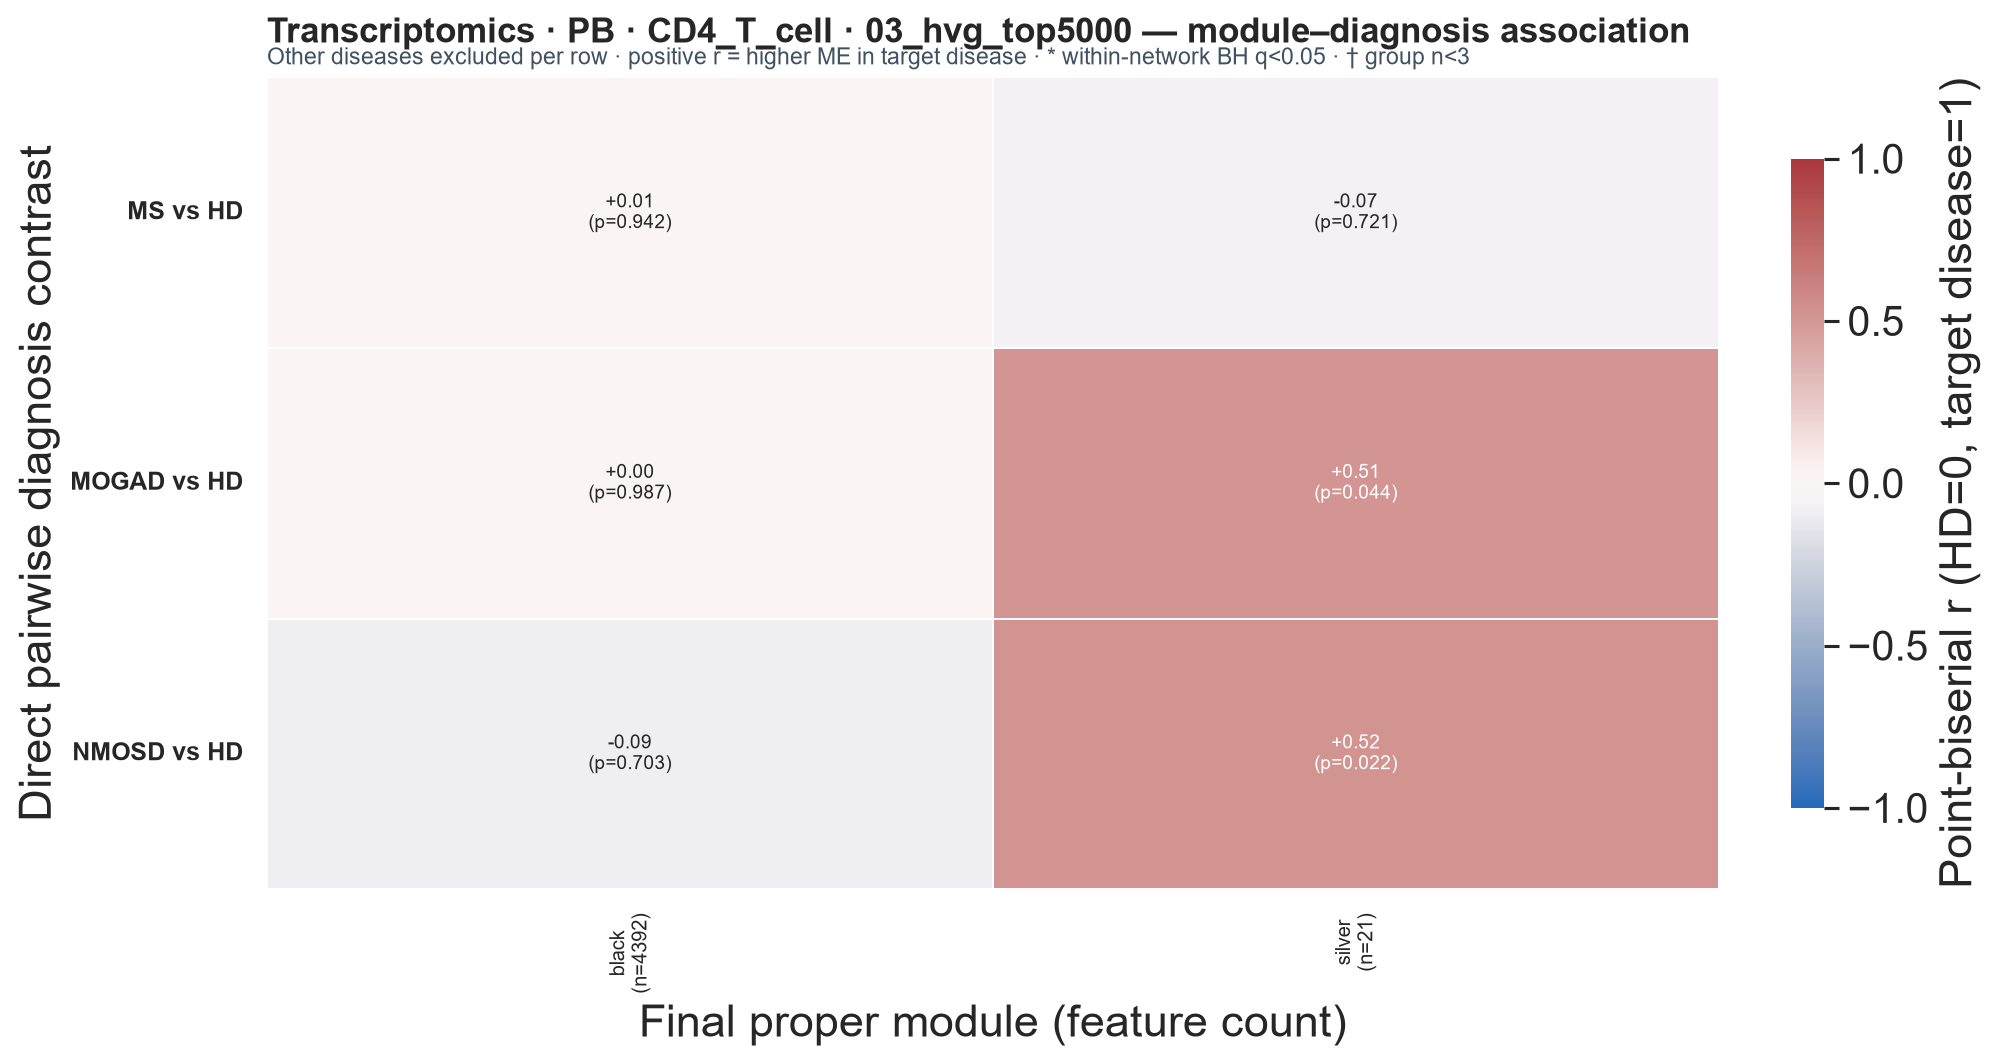 Transcriptomics · PB · CD4_T_cell · 03_hvg_top5000 — module–diagnosis association
Other diseases excluded per row · positive r = higher ME in target disease · * within-network BH q<0.05 · † group n<3
Direct pairwise diagnosis contrast
MS vs HD
+0.01
(p=0.942)
-0.07
(p=0.721)
MOGAD vs HD
+0.00
(p=0.987)
+0.51
(p=0.044)
NMOSD vs HD
-0.09
(p=0.703)
+0.52
(p=0.022)
black
(n=4392)
silver
(n=21)
Final proper module (feature count)
1.0
0.5
0.0
−0.5
−1.0
Point-biserial r (HD=0, target disease=1)